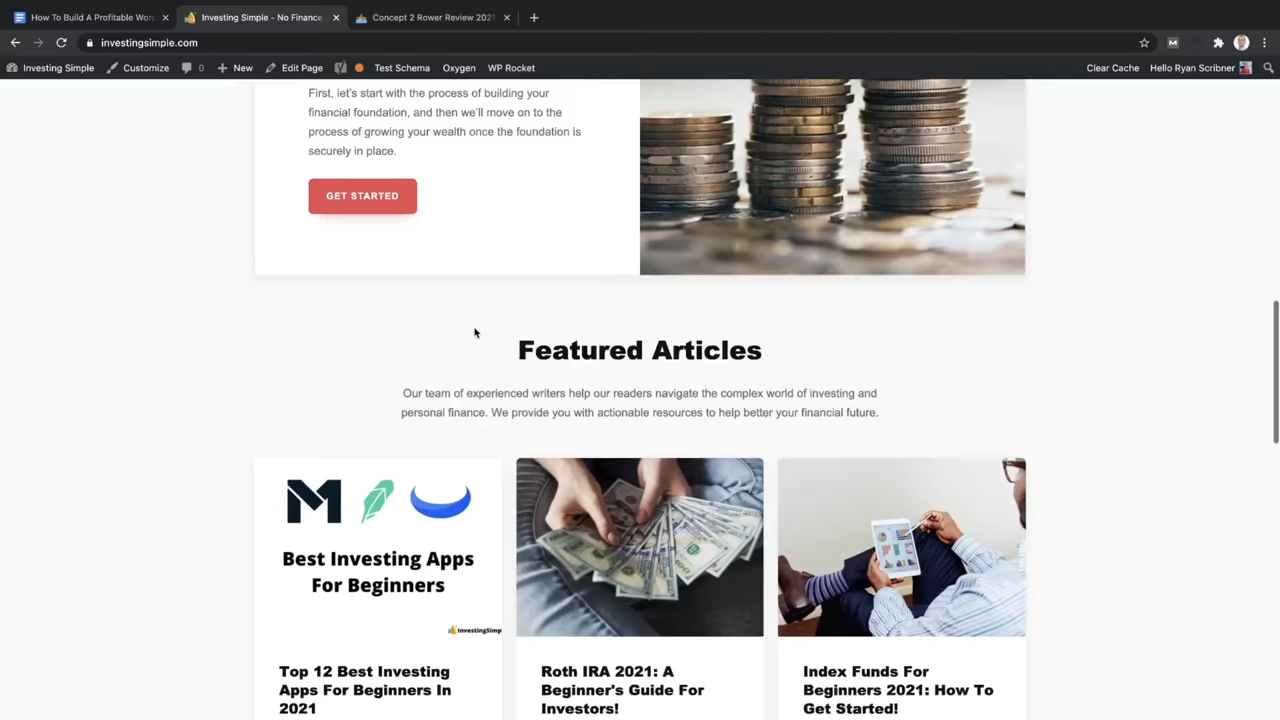 How To Build A Profitable Wor
Investing Simple - No Finance
Concept 2 Rower Review 2021
investingsimple.com
Investing Simple
Customize
0
New
Edit Page
Test Schema
Oxygen
WP Rocket
Clear Cache
Hello Ryan Scribner
First, let's start with the process of building your
financial foundation, and then we'll move on to the
process of growing your wealth once the foundation is
securely in place.
GET STARTED
Featured Articles
Our team of experienced writers help our readers navigate the complex world of investing and
personal finance. We provide you with actionable resources to help better your financial future.
Best Investing Apps
For Beginners
InvestingSimp
Top 12 Best Investing
Apps For Beginners In
2021
Roth IRA 2021: A
Beginner's Guide For
Investors!
Index Funds For
Beginners 2021: How To
Get Started!